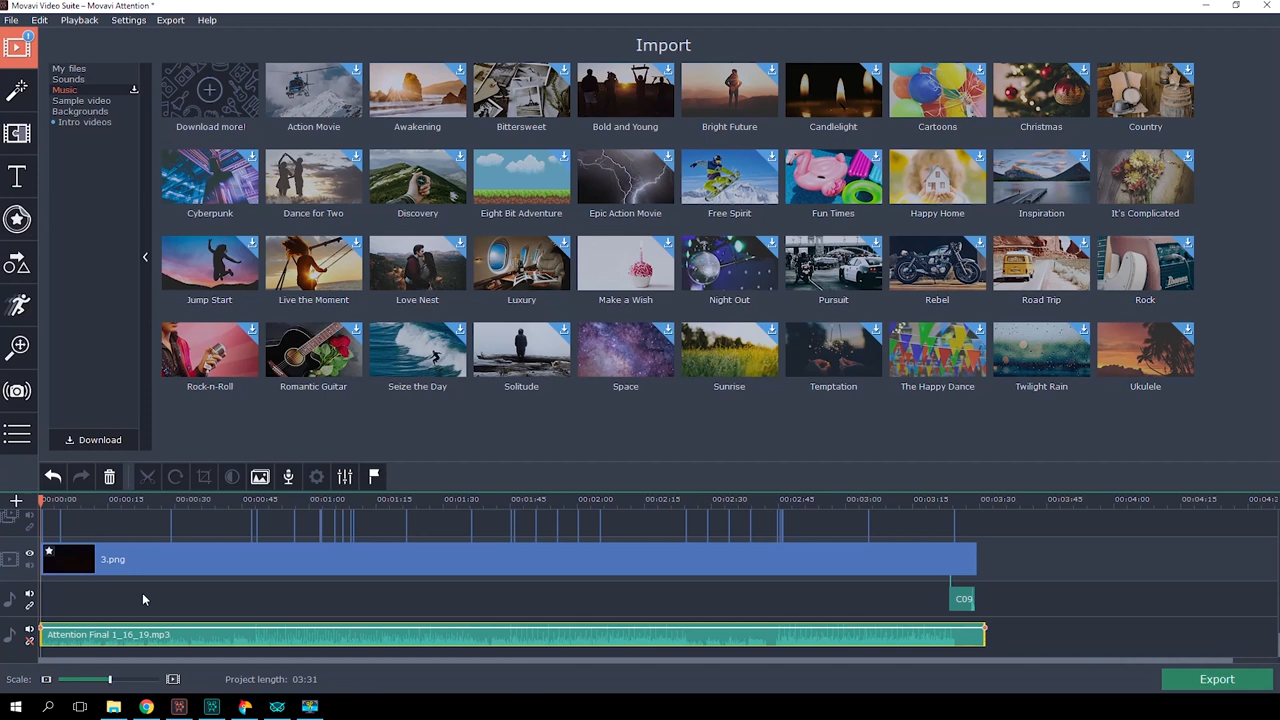 Movavi Video Suite – Movavi Attention *
File Edit Playback Settings Export Help
Import
My files
Sounds
Music
Sample video
Backgrounds
Intro videos
Download
Download more! Action Movie Awakening Bittersweet Bold and Young Bright Future Candlelight Cartoons Christmas Country
Cyberpunk Dance for Two Discovery Eight Bit Adventure Epic Action Movie Free Spirit Fun Times Happy Home Inspiration It's Complicated
Jump Start Live the Moment Love Nest Luxury Make a Wish Night Out Pursuit Rebel Road Trip Rock
Rock-n-Roll Romantic Guitar Seize the Day Solitude Space Sunrise Temptation The Happy Dance Twilight Rain Ukulele
00:00:00 00:00:15 00:00:30 00:00:45 00:01:00 00:01:15 00:01:30 00:01:45 00:02:00 00:02:15 00:02:30 00:02:45 00:03:00 00:03:15 00:03:30 00:03:45 00:04:00 00:04:15
3.png
C09
Attention Final 1_16_19.mp3
Scale: Project length: 03:31 Export